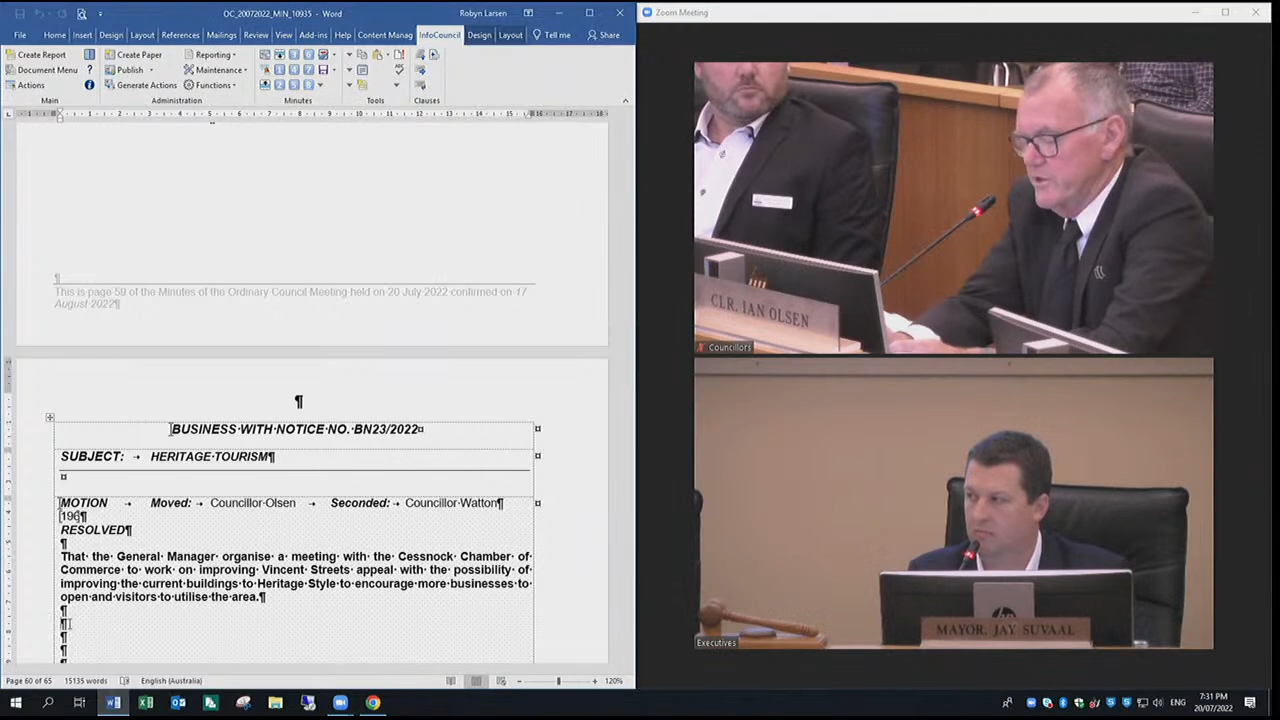 OC_20072022_MIN_10935 - Word
Robyn Larsen
File Home Insert Design Layout References Mailings Review View Add-ins Help Content Manag InfoCouncil Design Layout Tell me Share
Create Report
Document Menu
Actions
Main
Create Paper
Publish
Generate Actions
Reporting
Maintenance
Functions
Administration
Minutes
Tools
Clauses
This is page 59 of the Minutes of the Ordinary Council Meeting held on 20 July 2022 confirmed on 17
August 2022¶
¶
BUSINESS WITH NOTICE NO. BN23/2022¤
SUBJECT: → HERITAGE TOURISM¶
MOTION → Moved: → Councillor Olsen → Seconded: → Councillor Watton¶
196¶
RESOLVED¶
¶
That the General Manager organise a meeting with the Cessnock Chamber of
Commerce to work on improving Vincent Streets appeal with the possibility of
improving the current buildings to Heritage Style to encourage more businesses to
open and visitors to utilise the area.¶
Page 60 of 65 15135 words English (Australia) 120%
Zoom Meeting
CLR. IAN OLSEN
Councillors
hp
MAYOR, JAY SUVAAL
Executives
ENG
7:31 PM
20/07/2022